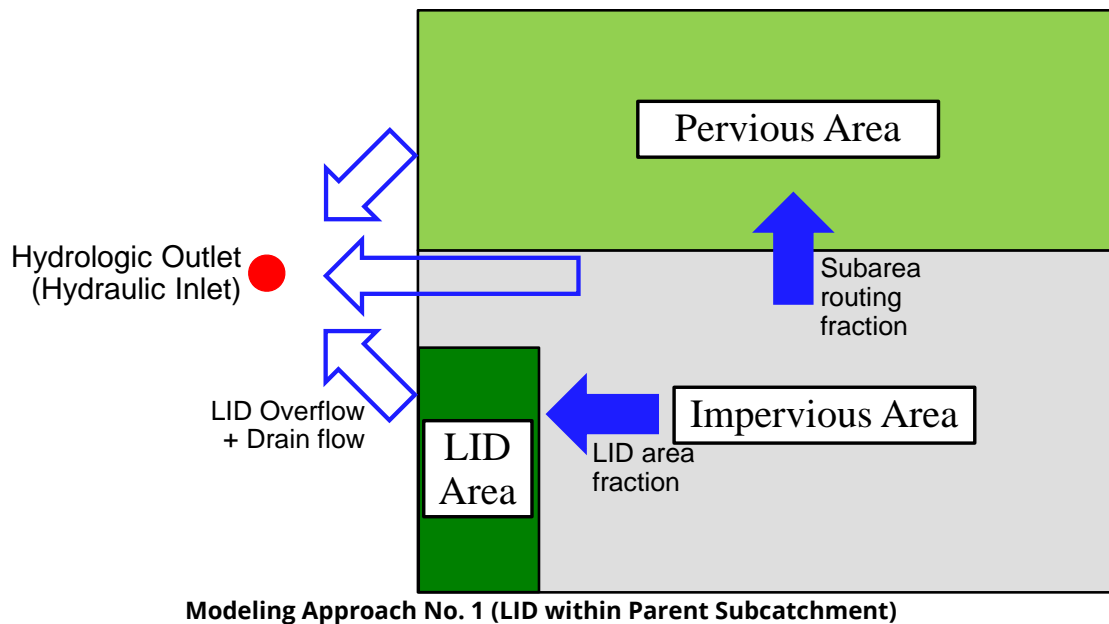 Pervious Area
Hydrologic Outlet
(Hydraulic Inlet)
Subarea
routing
fraction
LID Overflow
+ Drain flow
LID
Area
LID area
fraction
Impervious Area
Modeling Approach No. 1 (LID within Parent Subcatchment)